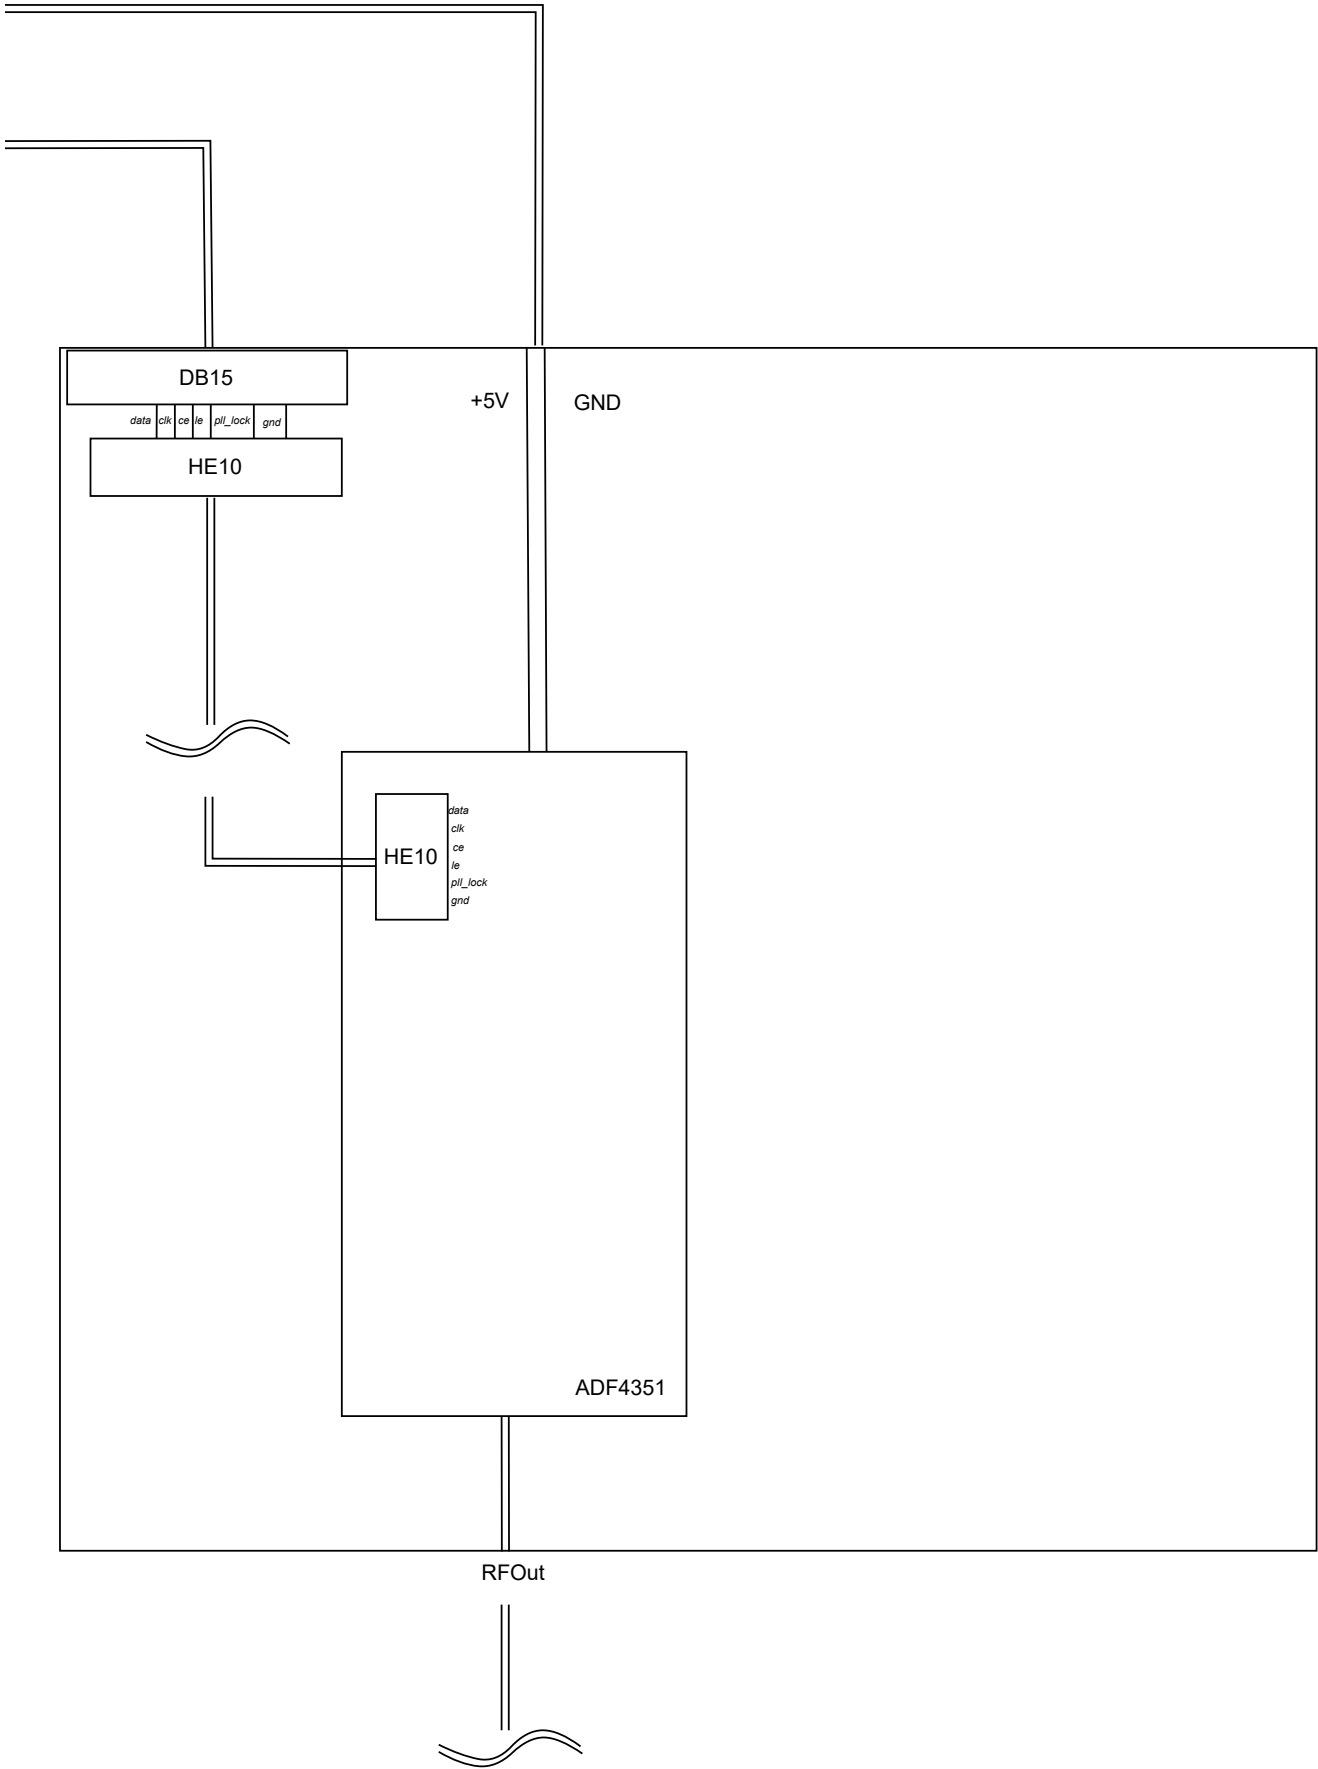 DB15
+5V GND
data clk ce le pll_lock gnd
HE10
data
clk
ce
HE10
le
pll_lock
gnd
ADF4351
RFOut